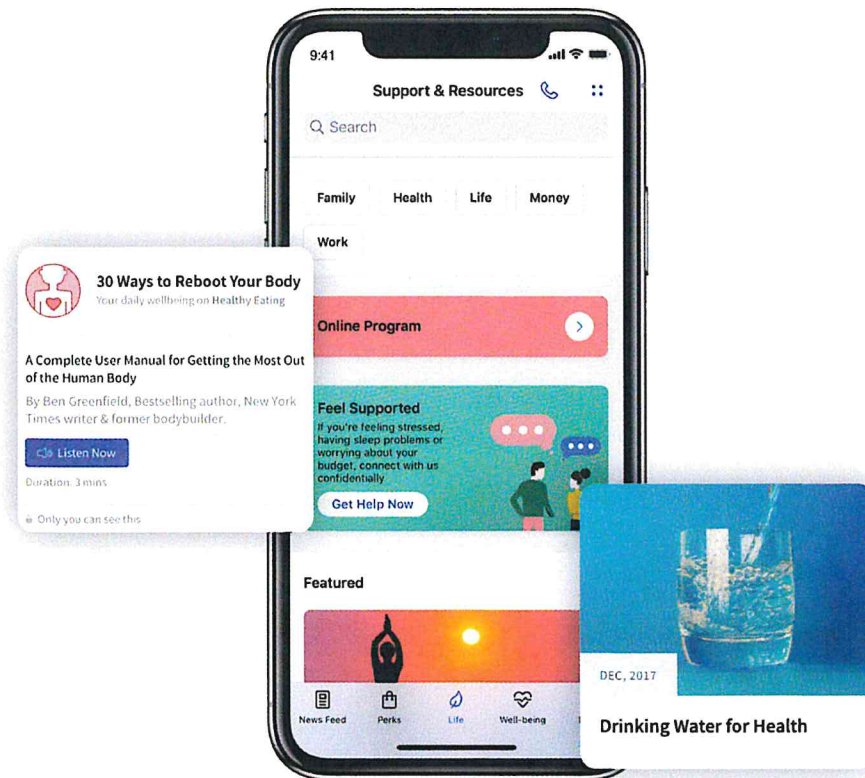 9:41
Support & Resources
Search
Family Health Life Money
Work
30 Ways to Reboot Your Body
Your daily wellbeing on Healthy Eating
A Complete User Manual for Getting the Most Out
of the Human Body
By Ben Greenfield, Bestselling author, New York
Times writer & former bodybuilder.
Listen Now
Duration: 3 mins
Only you can see this
Online Program
Feel Supported
If you're feeling stressed,
having sleep problems or
worrying about your
budget, connect with us
confidentially
Get Help Now
Featured
News Feed Perks Life Well-being
DEC, 2017
Drinking Water for Health